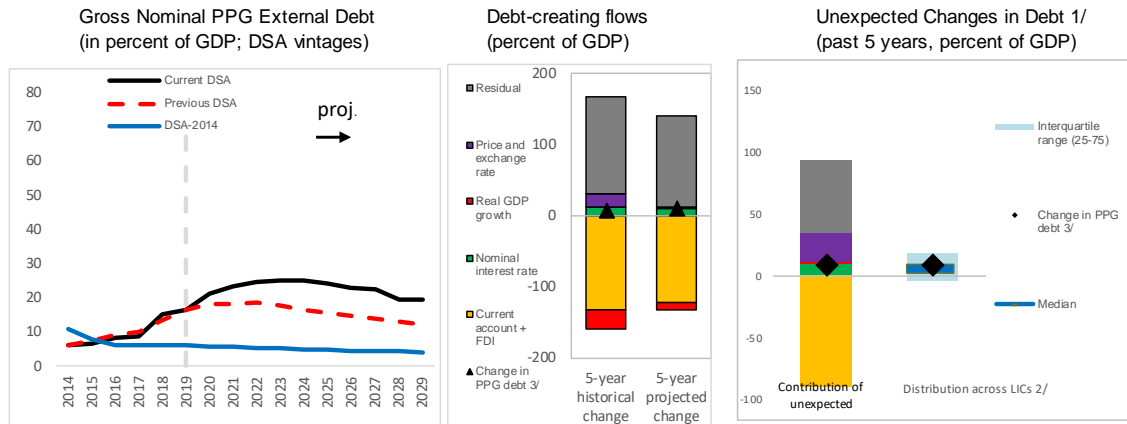 Gross Nominal PPG External Debt
(in percent of GDP; DSA vintages)
Current DSA
Previous DSA
DSA-2014
proj.
80
70
60
50
40
30
20
10
0
2014
2015
2016
2017
2018
2019
2020
2021
2022
2023
2024
2025
2026
2027
2028
2029
Debt-creating flows
(percent of GDP)
Residual
Price and
exchange
rate
Real GDP
growth
Nominal
interest rate
Current
account +
FDI
Change in
PPG debt 3/
200
100
0
-100
-200
5-year
historical
change
5-year
projected
change
Unexpected Changes in Debt 1/
(past 5 years, percent of GDP)
150
100
50
0
-50
-100
Interquartile
range (25-75)
Change in PPG
debt 3/
Median
Contribution of
unexpected
Distribution across LICs 2/